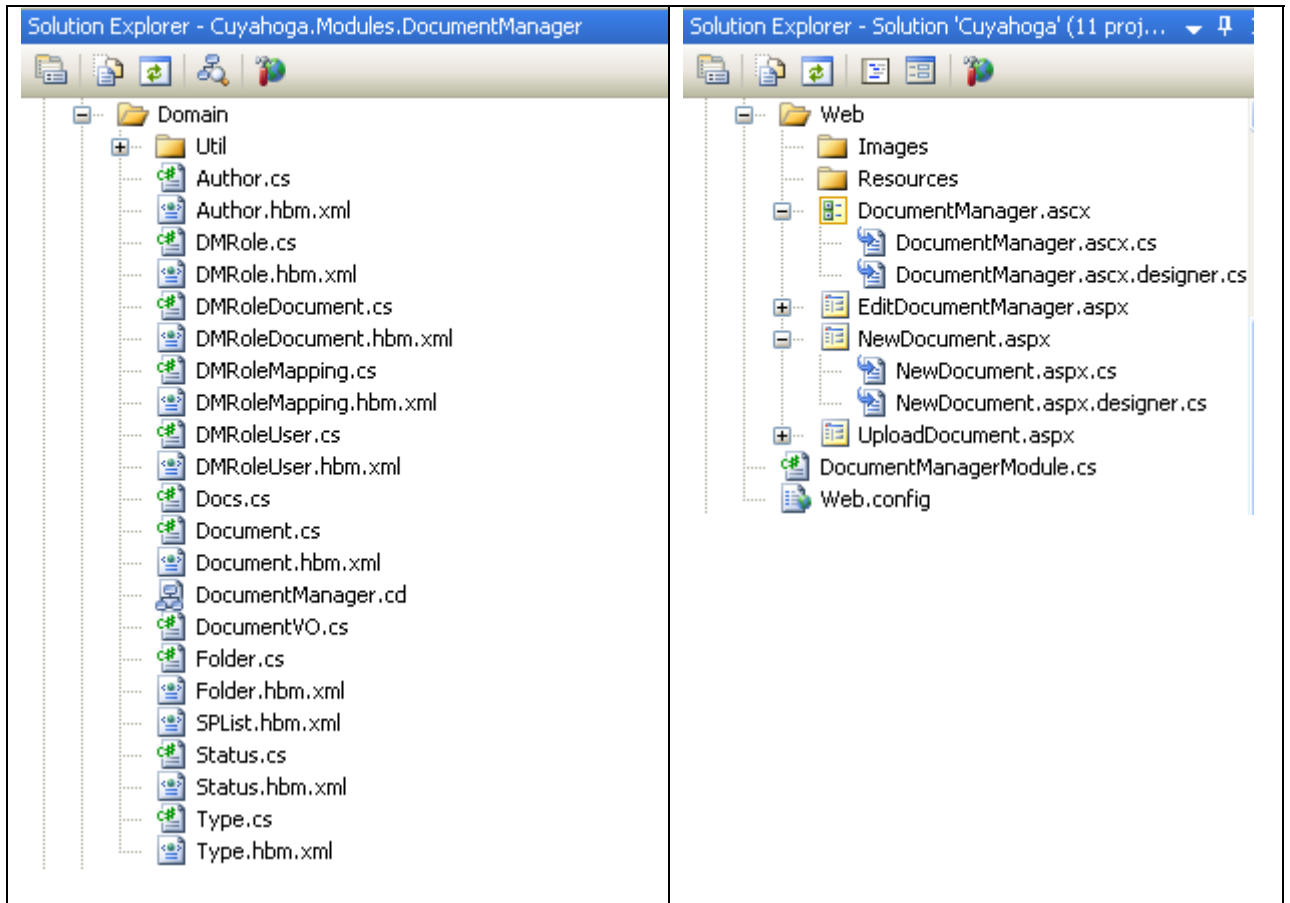 Solution Explorer - Cuyahoga.Modules.DocumentManager
Domain
Util
Author.cs
Author.hbm.xml
DMRole.cs
DMRole.hbm.xml
DMRoleDocument.cs
DMRoleDocument.hbm.xml
DMRoleMapping.cs
DMRoleMapping.hbm.xml
DMRoleUser.cs
DMRoleUser.hbm.xml
Docs.cs
Document.cs
Document.hbm.xml
DocumentManager.cd
DocumentVO.cs
Folder.cs
Folder.hbm.xml
SPList.hbm.xml
Status.cs
Status.hbm.xml
Type.cs
Type.hbm.xml
Solution Explorer - Solution 'Cuyahoga' (11 proj...
Web
Images
Resources
DocumentManager.ascx
DocumentManager.ascx.cs
DocumentManager.ascx.designer.cs
EditDocumentManager.aspx
NewDocument.aspx
NewDocument.aspx.cs
NewDocument.aspx.designer.cs
UploadDocument.aspx
DocumentManagerModule.cs
Web.config